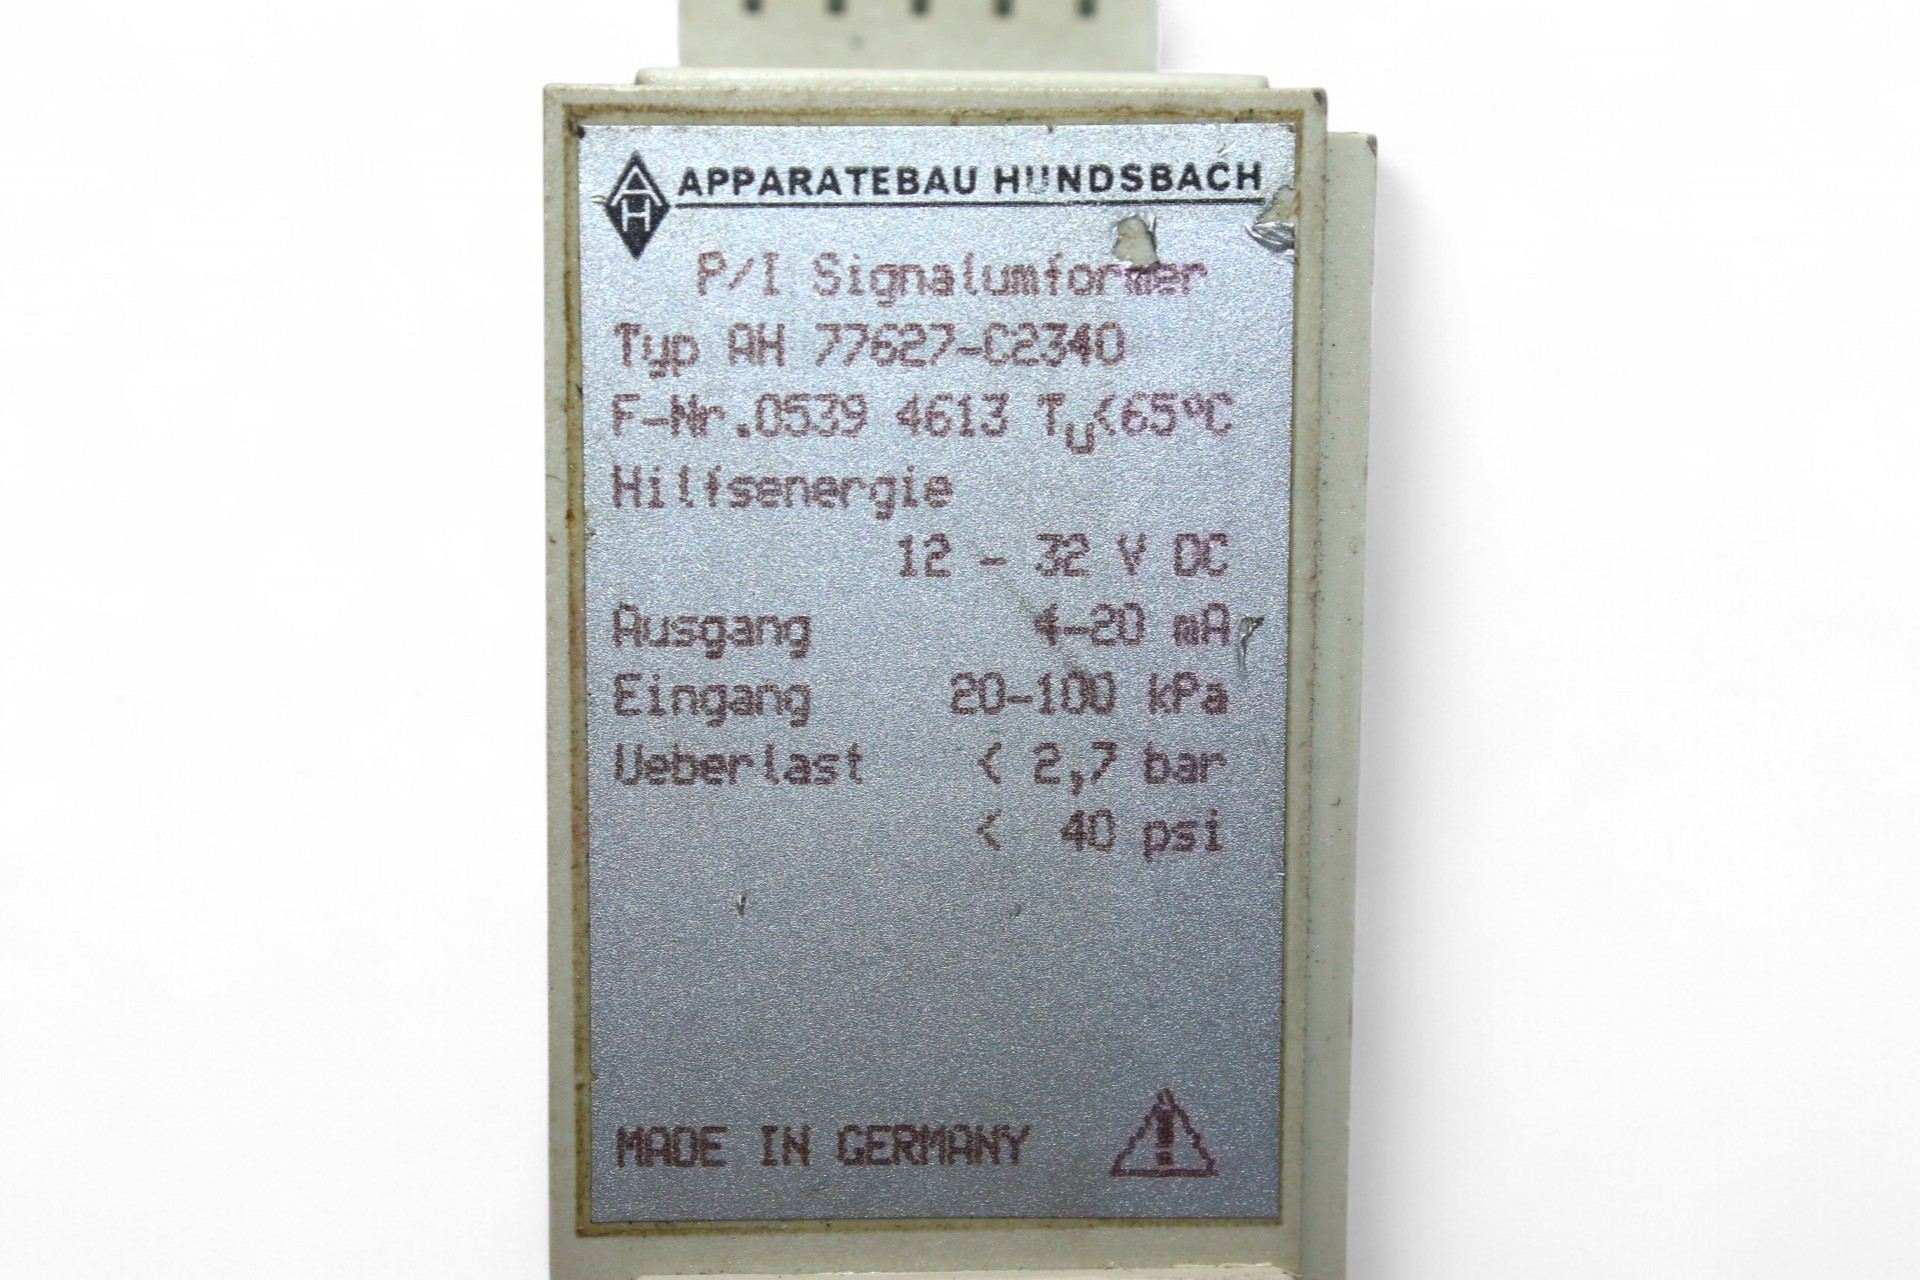 AH APPARATEBAU HUNDSBACH
P/I Signalumformer
Typ AH 77627-C2340
F-Nr.0539 4613 Tu<65°C
Hilfsenergie
12 - 32 V DC
Ausgang 4-20 mA
Eingang 20-100 kPa
Ueberlast < 2,7 bar
< 40 psi
MADE IN GERMANY